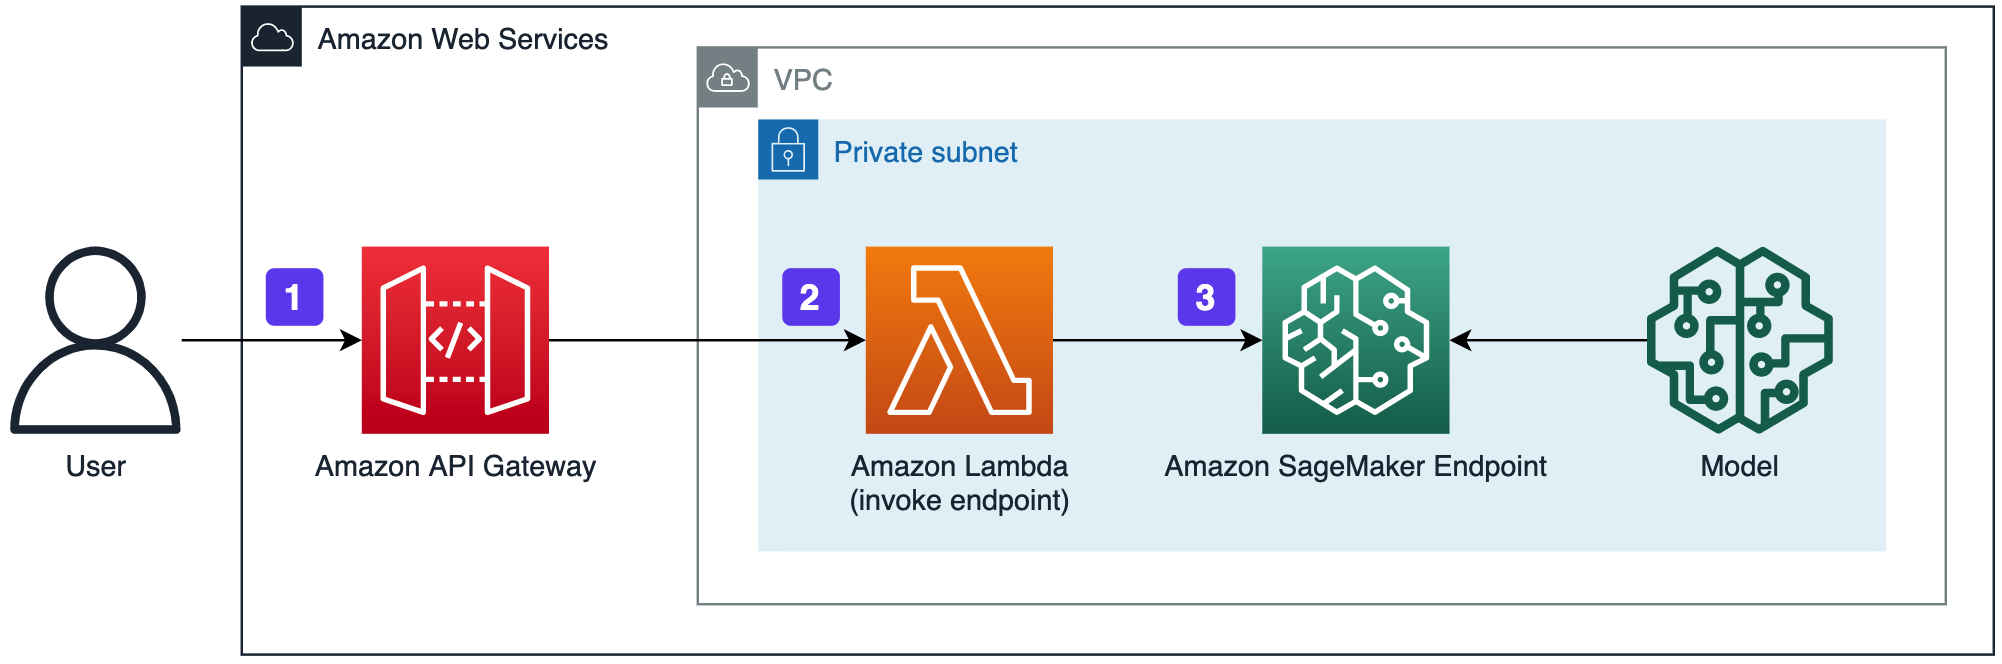 Amazon Web Services
VPC
Private subnet
1
2
3
</>
User
Amazon API Gateway
Amazon Lambda
(invoke endpoint)
Amazon SageMaker Endpoint
Model